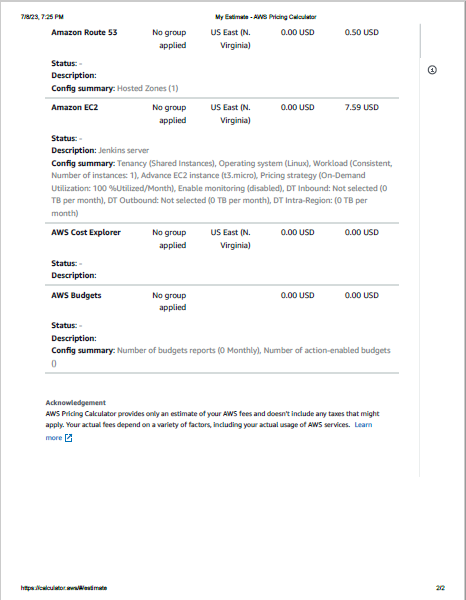 7/8/23, 7:25 PM My Estimate - AWS Pricing Calculator
Amazon Route 53 No group applied US East (N. Virginia) 0.00 USD 0.50 USD
Status: -
Description:
Config summary: Hosted Zones (1)
Amazon EC2 No group applied US East (N. Virginia) 0.00 USD 7.59 USD
Status: -
Description: Jenkins server
Config summary: Tenancy (Shared Instances), Operating system (Linux), Workload (Consistent,
Number of instances: 1), Advance EC2 instance (t3.micro), Pricing strategy (On-Demand
Utilization: 100 %Utilized/Month), Enable monitoring (disabled), DT Inbound: Not selected (0
TB per month), DT Outbound: Not selected (0 TB per month), DT Intra-Region: (0 TB per
month)
AWS Cost Explorer No group applied US East (N. Virginia) 0.00 USD 0.00 USD
Status: -
Description:
AWS Budgets No group applied 0.00 USD 0.00 USD
Status: -
Description:
Config summary: Number of budgets reports (0 Monthly), Number of action-enabled budgets
()
Acknowledgement
AWS Pricing Calculator provides only an estimate of your AWS fees and doesn't include any taxes that might
apply. Your actual fees depend on a variety of factors, including your actual usage of AWS services. Learn
more
https://calculator.aws/#/estimate 2/2